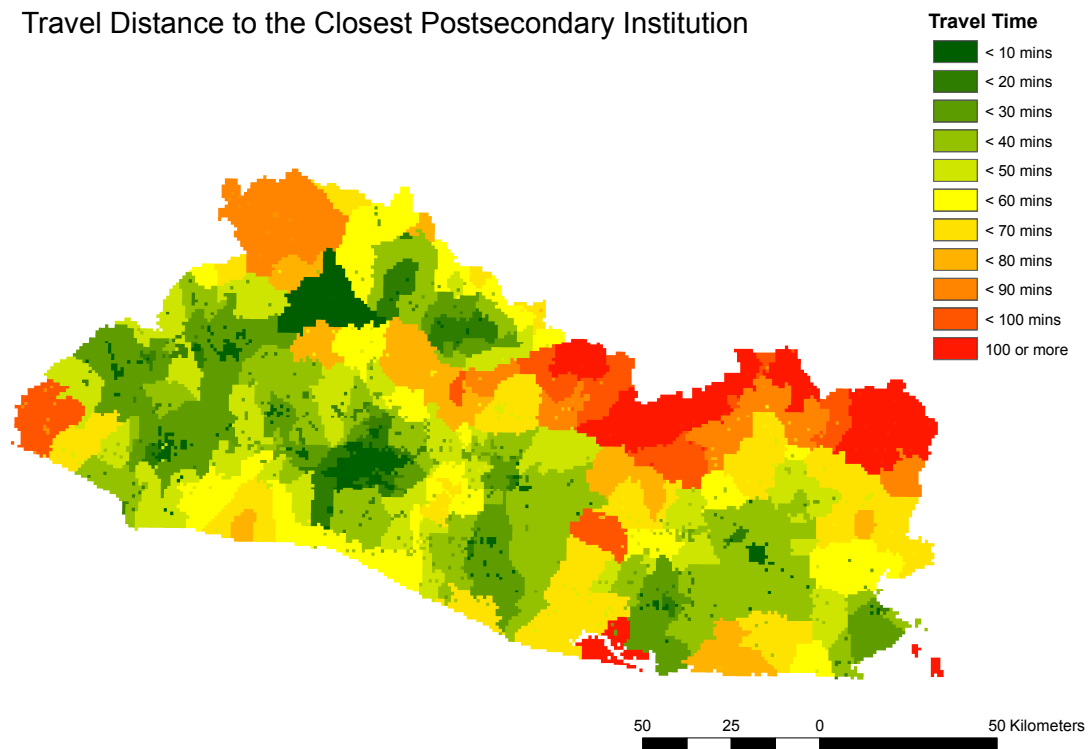 Travel Distance to the Closest Postsecondary Institution
Travel Time
< 10 mins
< 20 mins
< 30 mins
< 40 mins
< 50 mins
< 60 mins
< 70 mins
< 80 mins
< 90 mins
< 100 mins
100 or more
50 25 0 50 Kilometers